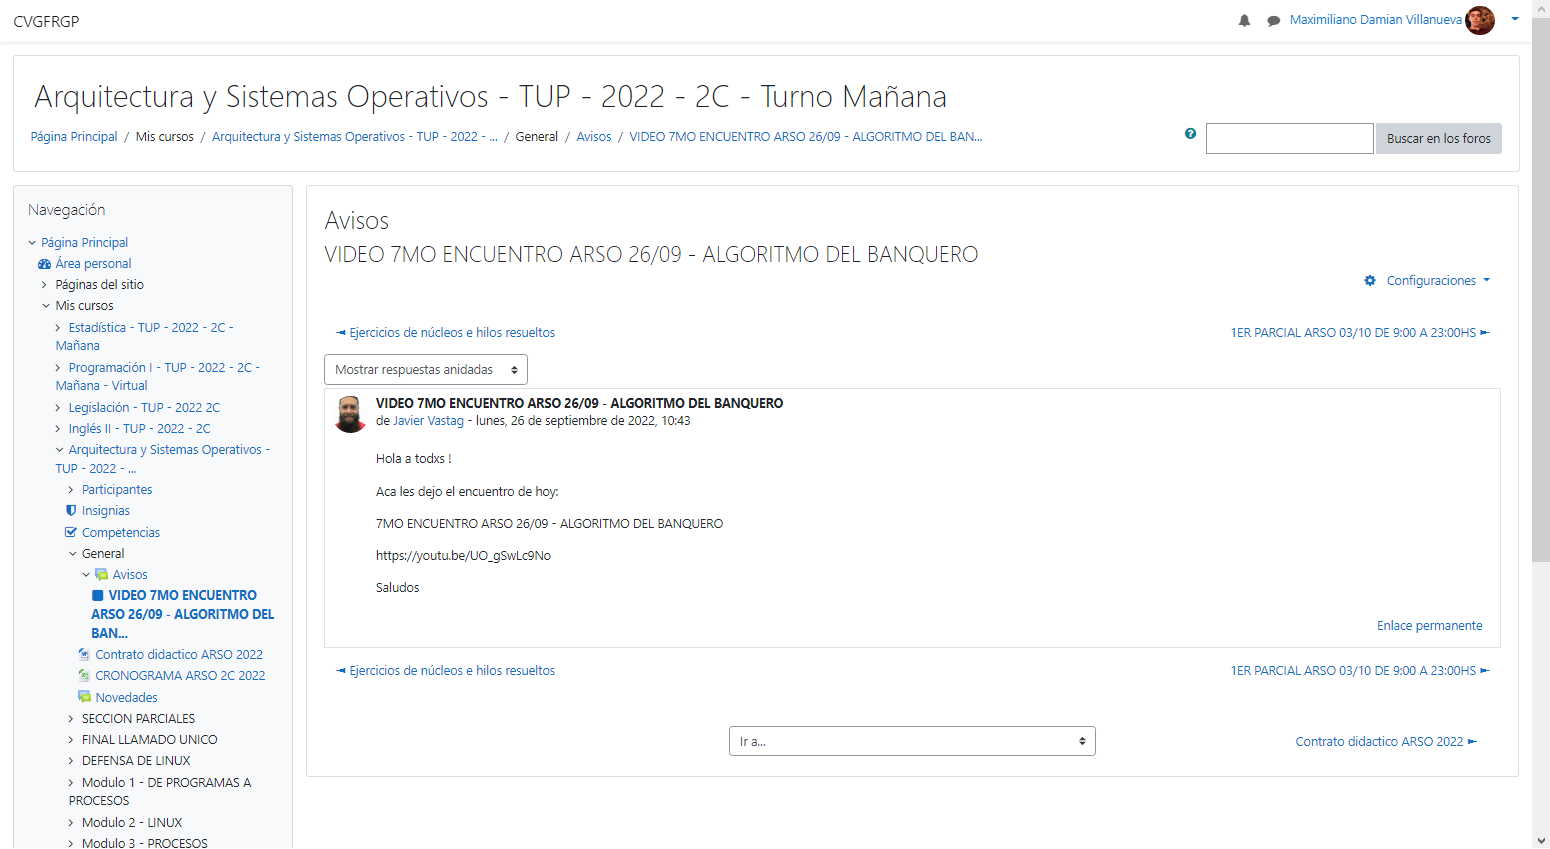 CVGFRGP
Maximiliano Damian Villanueva
Arquitectura y Sistemas Operativos - TUP - 2022 - 2C - Turno Mañana
Página Principal / Mis cursos / Arquitectura y Sistemas Operativos - TUP - 2022 - ... / General / Avisos / VIDEO 7MO ENCUENTRO ARSO 26/09 - ALGORITMO DEL BAN...
Buscar en los foros
Navegación
Página Principal
Área personal
Páginas del sitio
Mis cursos
Estadística - TUP - 2022 - 2C -
Mañana
Programación I - TUP - 2022 - 2C -
Mañana - Virtual
Legislación - TUP - 2022 2C
Inglés II - TUP - 2022 - 2C
Arquitectura y Sistemas Operativos -
TUP - 2022 - ...
Participantes
Insignias
Competencias
General
Avisos
VIDEO 7MO ENCUENTRO
ARSO 26/09 - ALGORITMO DEL
BAN...
Contrato didactico ARSO 2022
CRONOGRAMA ARSO 2C 2022
Novedades
SECCION PARCIALES
FINAL LLAMADO UNICO
DEFENSA DE LINUX
Modulo 1 - DE PROGRAMAS A
PROCESOS
Modulo 2 - LINUX
Modulo 3 - PROCESOS
Avisos
VIDEO 7MO ENCUENTRO ARSO 26/09 - ALGORITMO DEL BANQUERO
Configuraciones
◄ Ejercicios de núcleos e hilos resueltos
1ER PARCIAL ARSO 03/10 DE 9:00 A 23:00HS ►
Mostrar respuestas anidadas
VIDEO 7MO ENCUENTRO ARSO 26/09 - ALGORITMO DEL BANQUERO
de Javier Vastag - lunes, 26 de septiembre de 2022, 10:43
Hola a todxs !
Aca les dejo el encuentro de hoy:
7MO ENCUENTRO ARSO 26/09 - ALGORITMO DEL BANQUERO
https://youtu.be/UO_gSwLc9No
Saludos
Enlace permanente
◄ Ejercicios de núcleos e hilos resueltos
1ER PARCIAL ARSO 03/10 DE 9:00 A 23:00HS ►
Ir a...
Contrato didactico ARSO 2022 ►